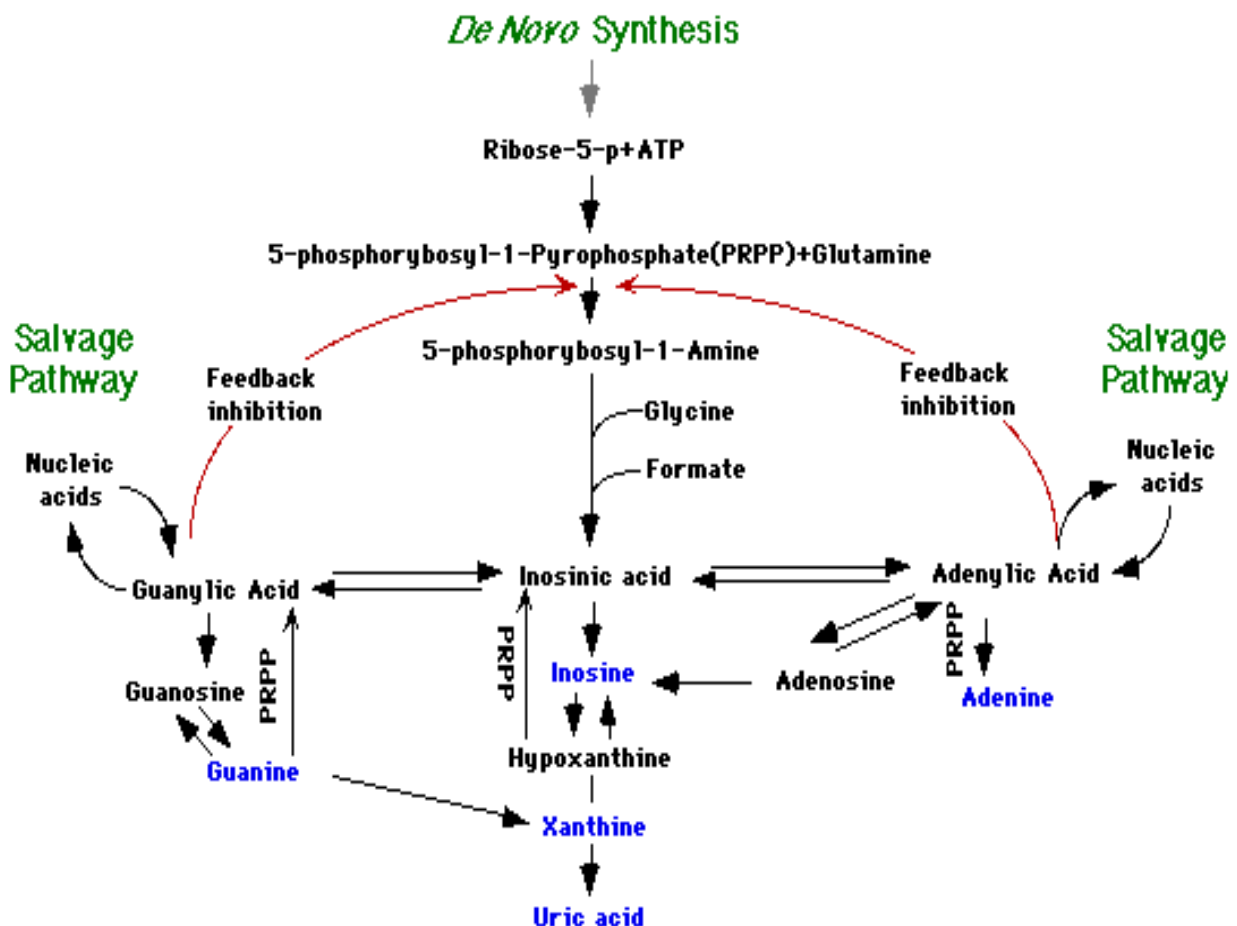 De Novo Synthesis
Ribose-5-p+ATP
5-phosphorybosyl-1-Pyrophosphate(PRPP)+Glutamine
Salvage
Pathway
5-phosphorybosyl-1-Amine
Salvage
Pathway
Feedback
inhibition
Feedback
inhibition
Glycine
Formate
Nucleic
acids
Nucleic
acids
Guanylic Acid
Inosinic acid
Adenylic Acid
PRPP
PRPP
PRPP
Guanosine
Inosine
Adenosine
Adenine
Guanine
Hypoxanthine
Xanthine
Uric acid